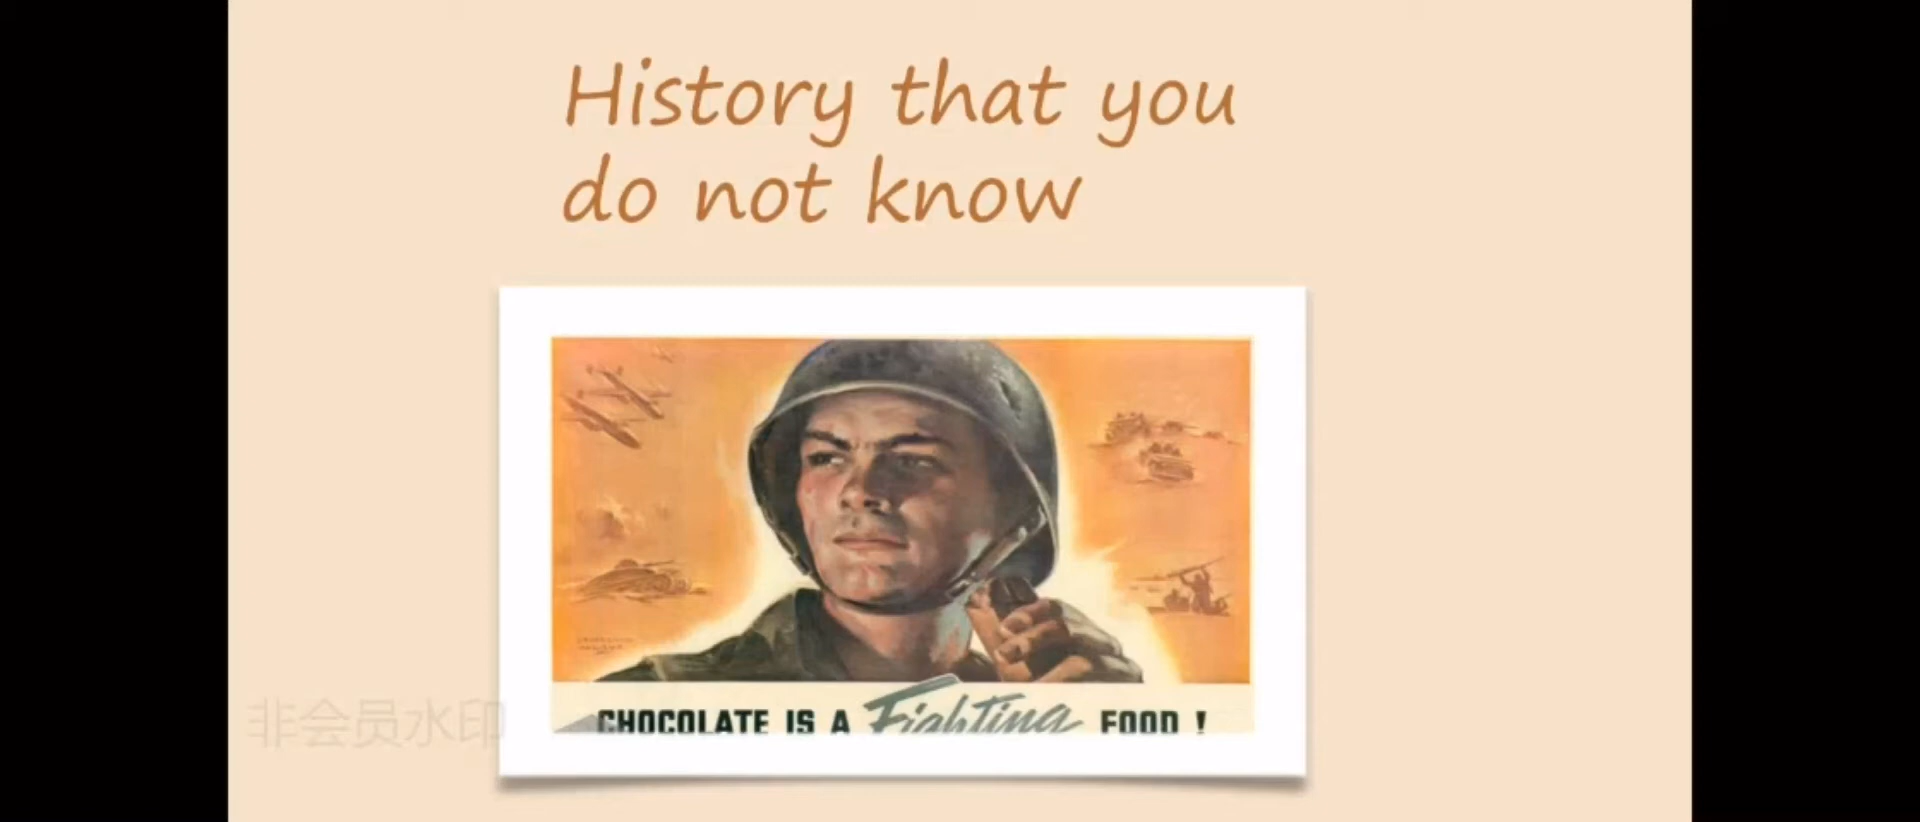 History that you
do not know
非会员水印
CHOCOLATE IS A Fighting FOOD !